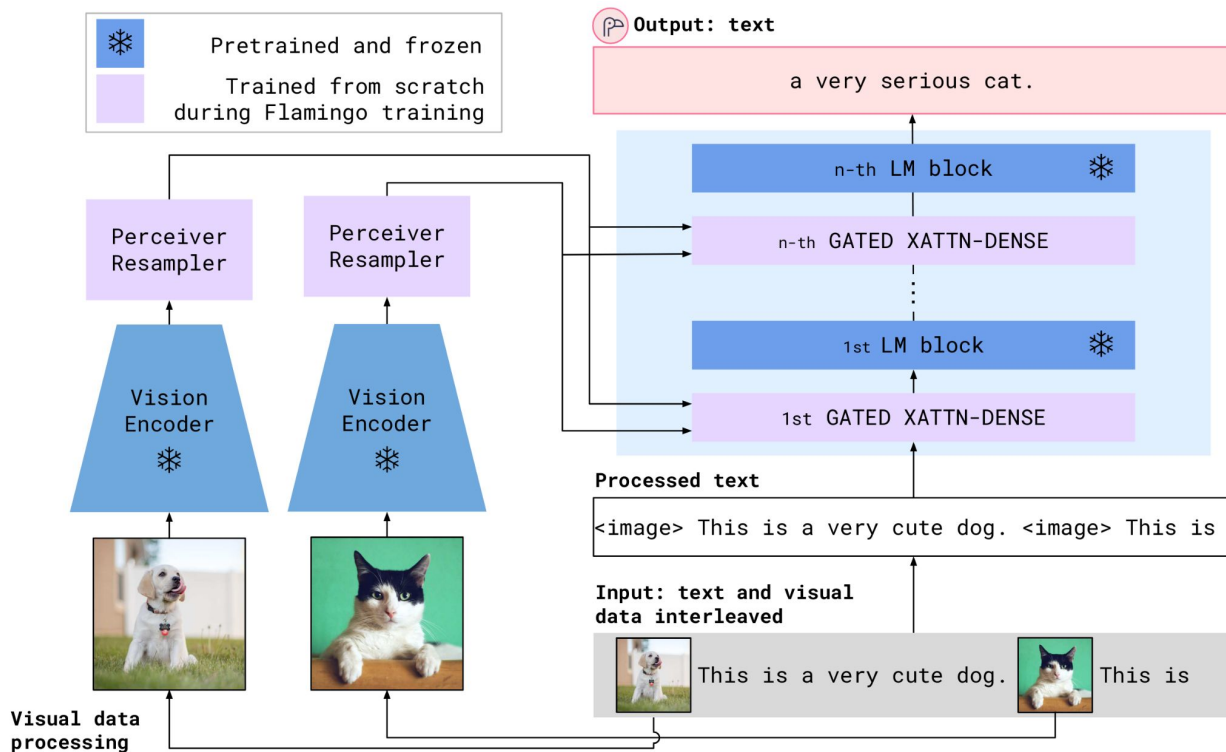 Pretrained and frozen
Trained from scratch
during Flamingo training
Perceiver
Resampler
Perceiver
Resampler
Vision
Encoder
Vision
Encoder
Visual data
processing
Output: text
a very serious cat.
n-th LM block
n-th GATED XATTN-DENSE
1st LM block
1st GATED XATTN-DENSE
Processed text
<image> This is a very cute dog. <image> This is
Input: text and visual
data interleaved
This is a very cute dog. This is